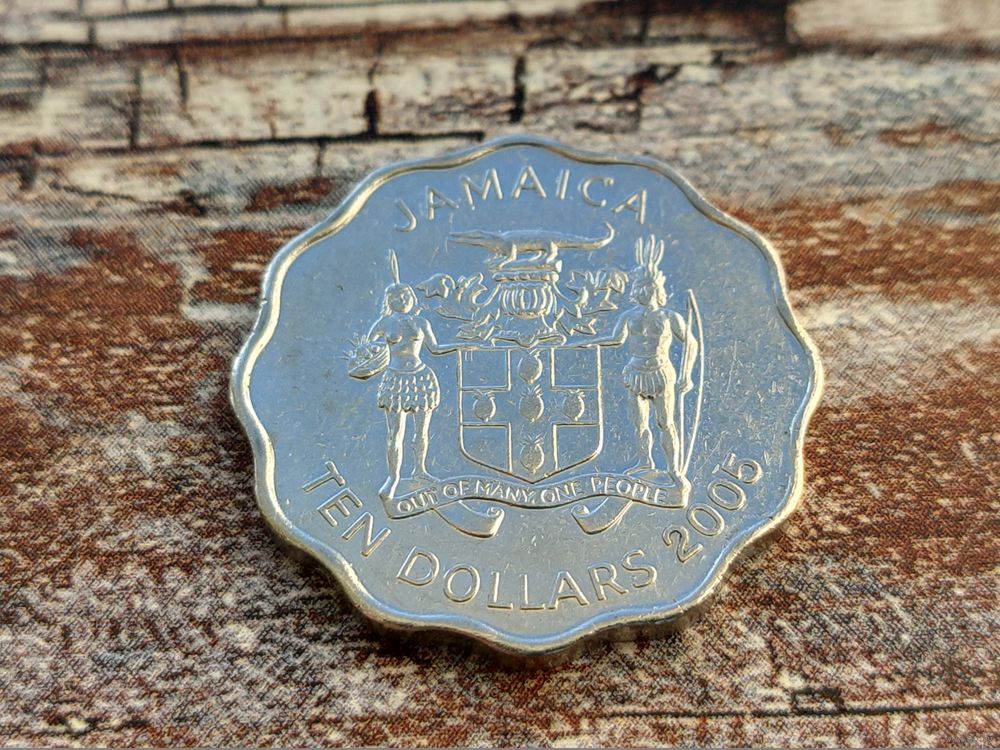 JAMAICA
OUT OF MANY, ONE PEOPLE
TEN DOLLARS 2005